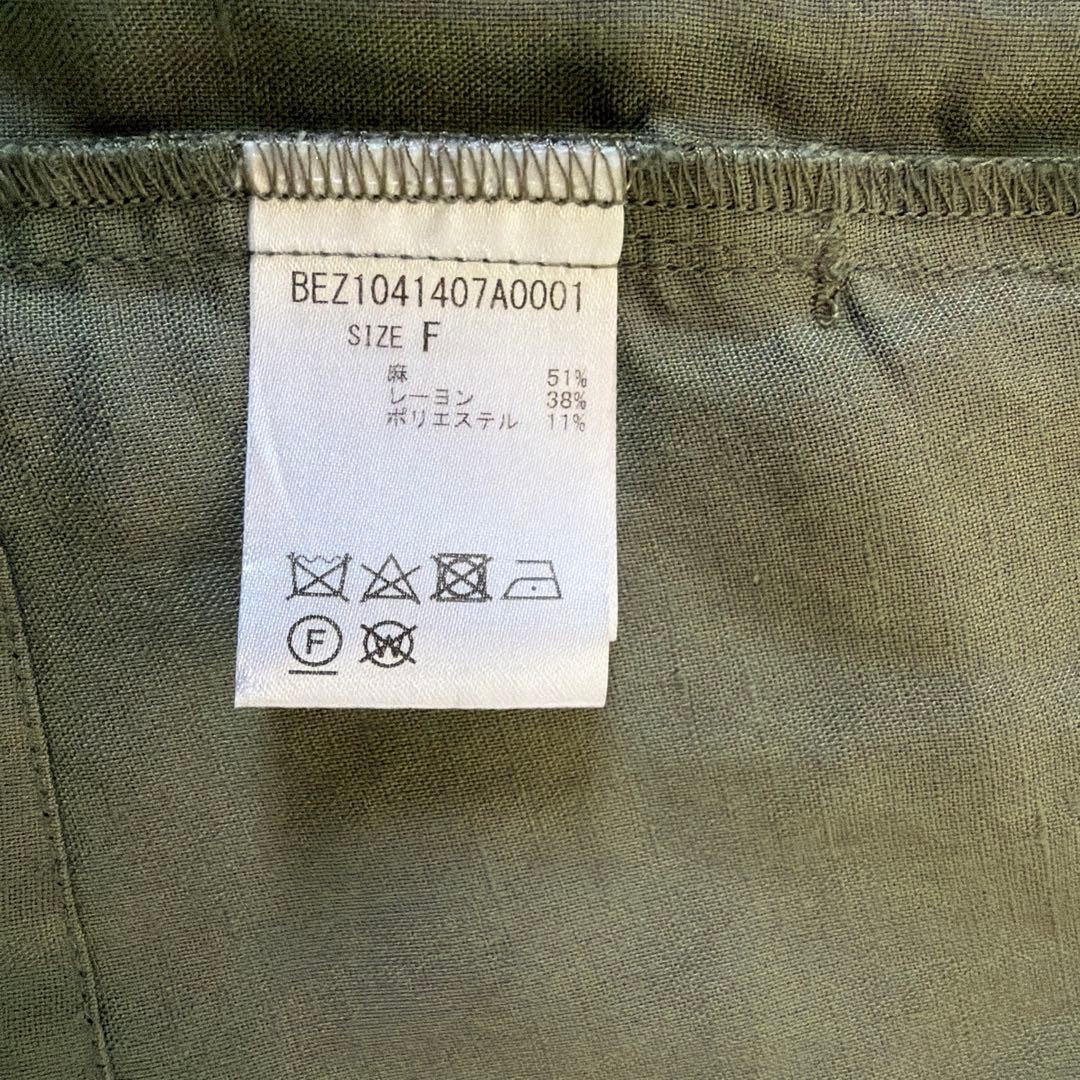 BEZ1041407A0001
SIZE F
麻 51%
レーヨン 38%
ポリエステル 11%
F
W